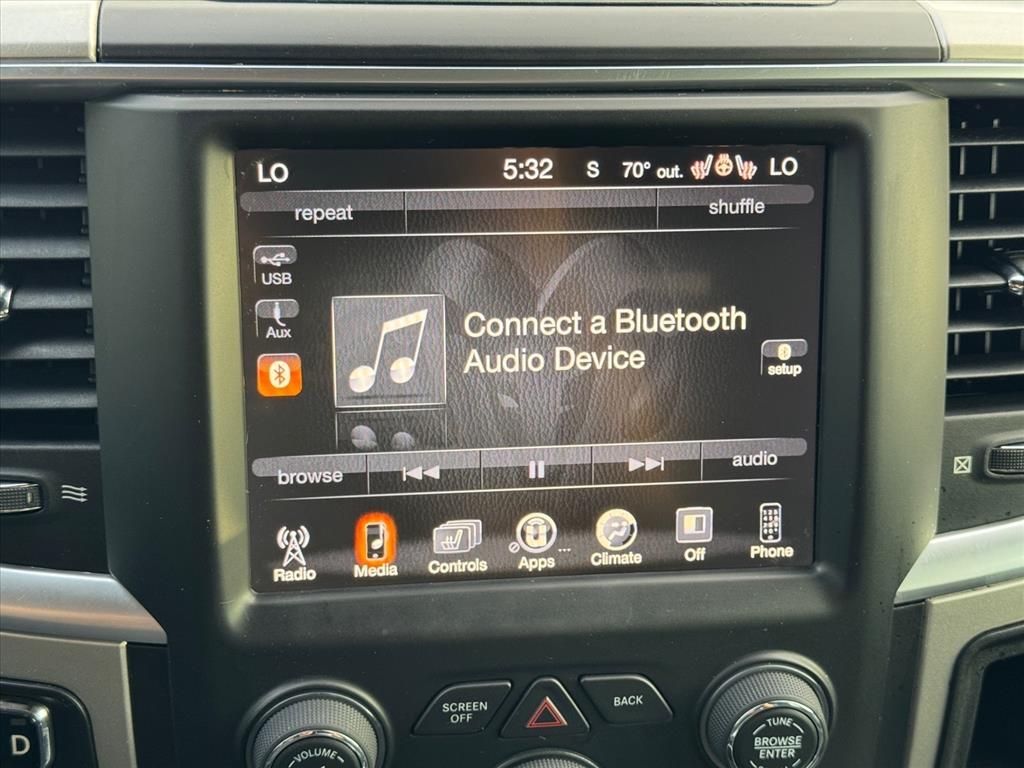 LO 5:32 S 70° out. LO
repeat shuffle
USB
Aux
Connect a Bluetooth
Audio Device
setup
browse audio
Radio Media Controls Apps ... Climate Off Phone
SCREEN
OFF
BACK
D
VOLUME
TUNE
BROWSE
ENTER